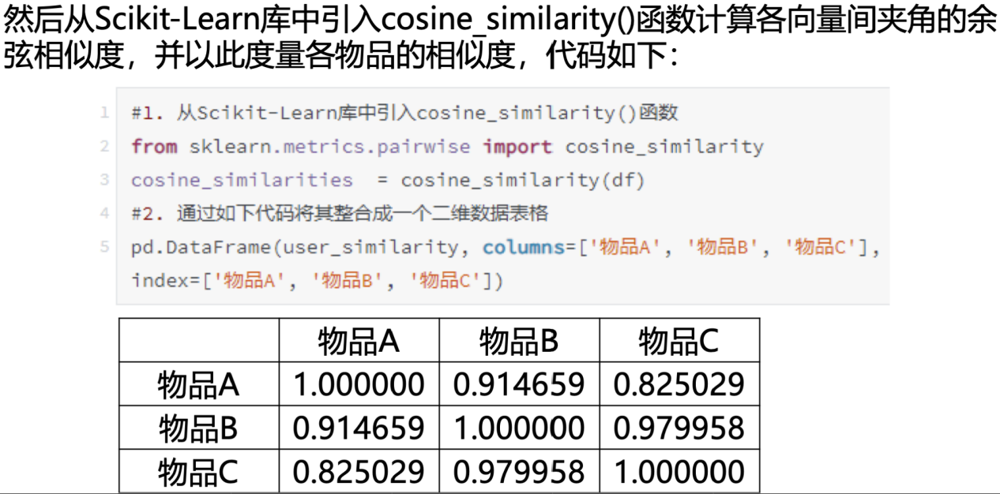 然后从Scikit-Learn库中引入cosine_similarity()函数计算各向量间夹角的余
弦相似度，并以此度量各物品的相似度，代码如下：
1 #1. 从Scikit-Learn库中引入cosine_similarity()函数
2 from sklearn.metrics.pairwise import cosine_similarity
3 cosine_similarities  = cosine_similarity(df)
4 #2. 通过如下代码将其整合成一个二维数据表格
5 pd.DataFrame(user_similarity, columns=['物品A', '物品B', '物品C'],
index=['物品A', '物品B', '物品C'])
物品A 物品B 物品C
物品A 1.000000 0.914659 0.825029
物品B 0.914659 1.000000 0.979958
物品C 0.825029 0.979958 1.000000